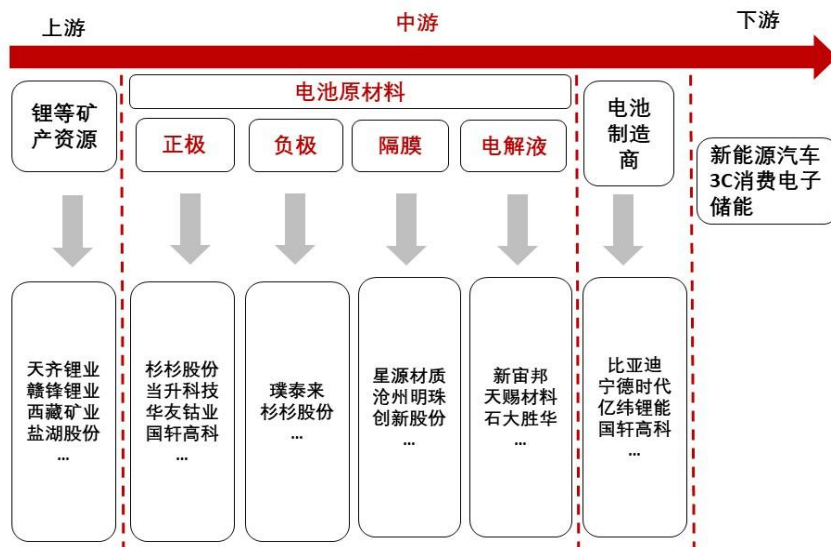 上游
中游
下游
锂等矿
产资源
电池原材料
正极
负极
隔膜
电解液
电池
制造
商
新能源汽车
3C消费电子
储能
天齐锂业
赣锋锂业
西藏矿业
盐湖股份
...
杉杉股份
当升科技
华友钴业
国轩高科
...
璞泰来
杉杉股份
...
星源材质
沧州明珠
创新股份
...
新宙邦
天赐材料
石大胜华
...
比亚迪
宁德时代
亿纬锂能
国轩高科
...